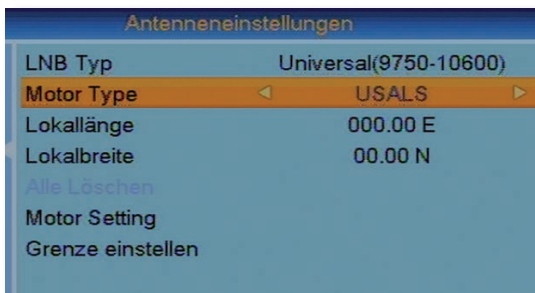 Antenneneinstellungen
LNB Typ Universal(9750-10600)
Motor Type USALS
Lokallänge 000.00 E
Lokalbreite 00.00 N
Alle Löschen
Motor Setting
Grenze einstellen